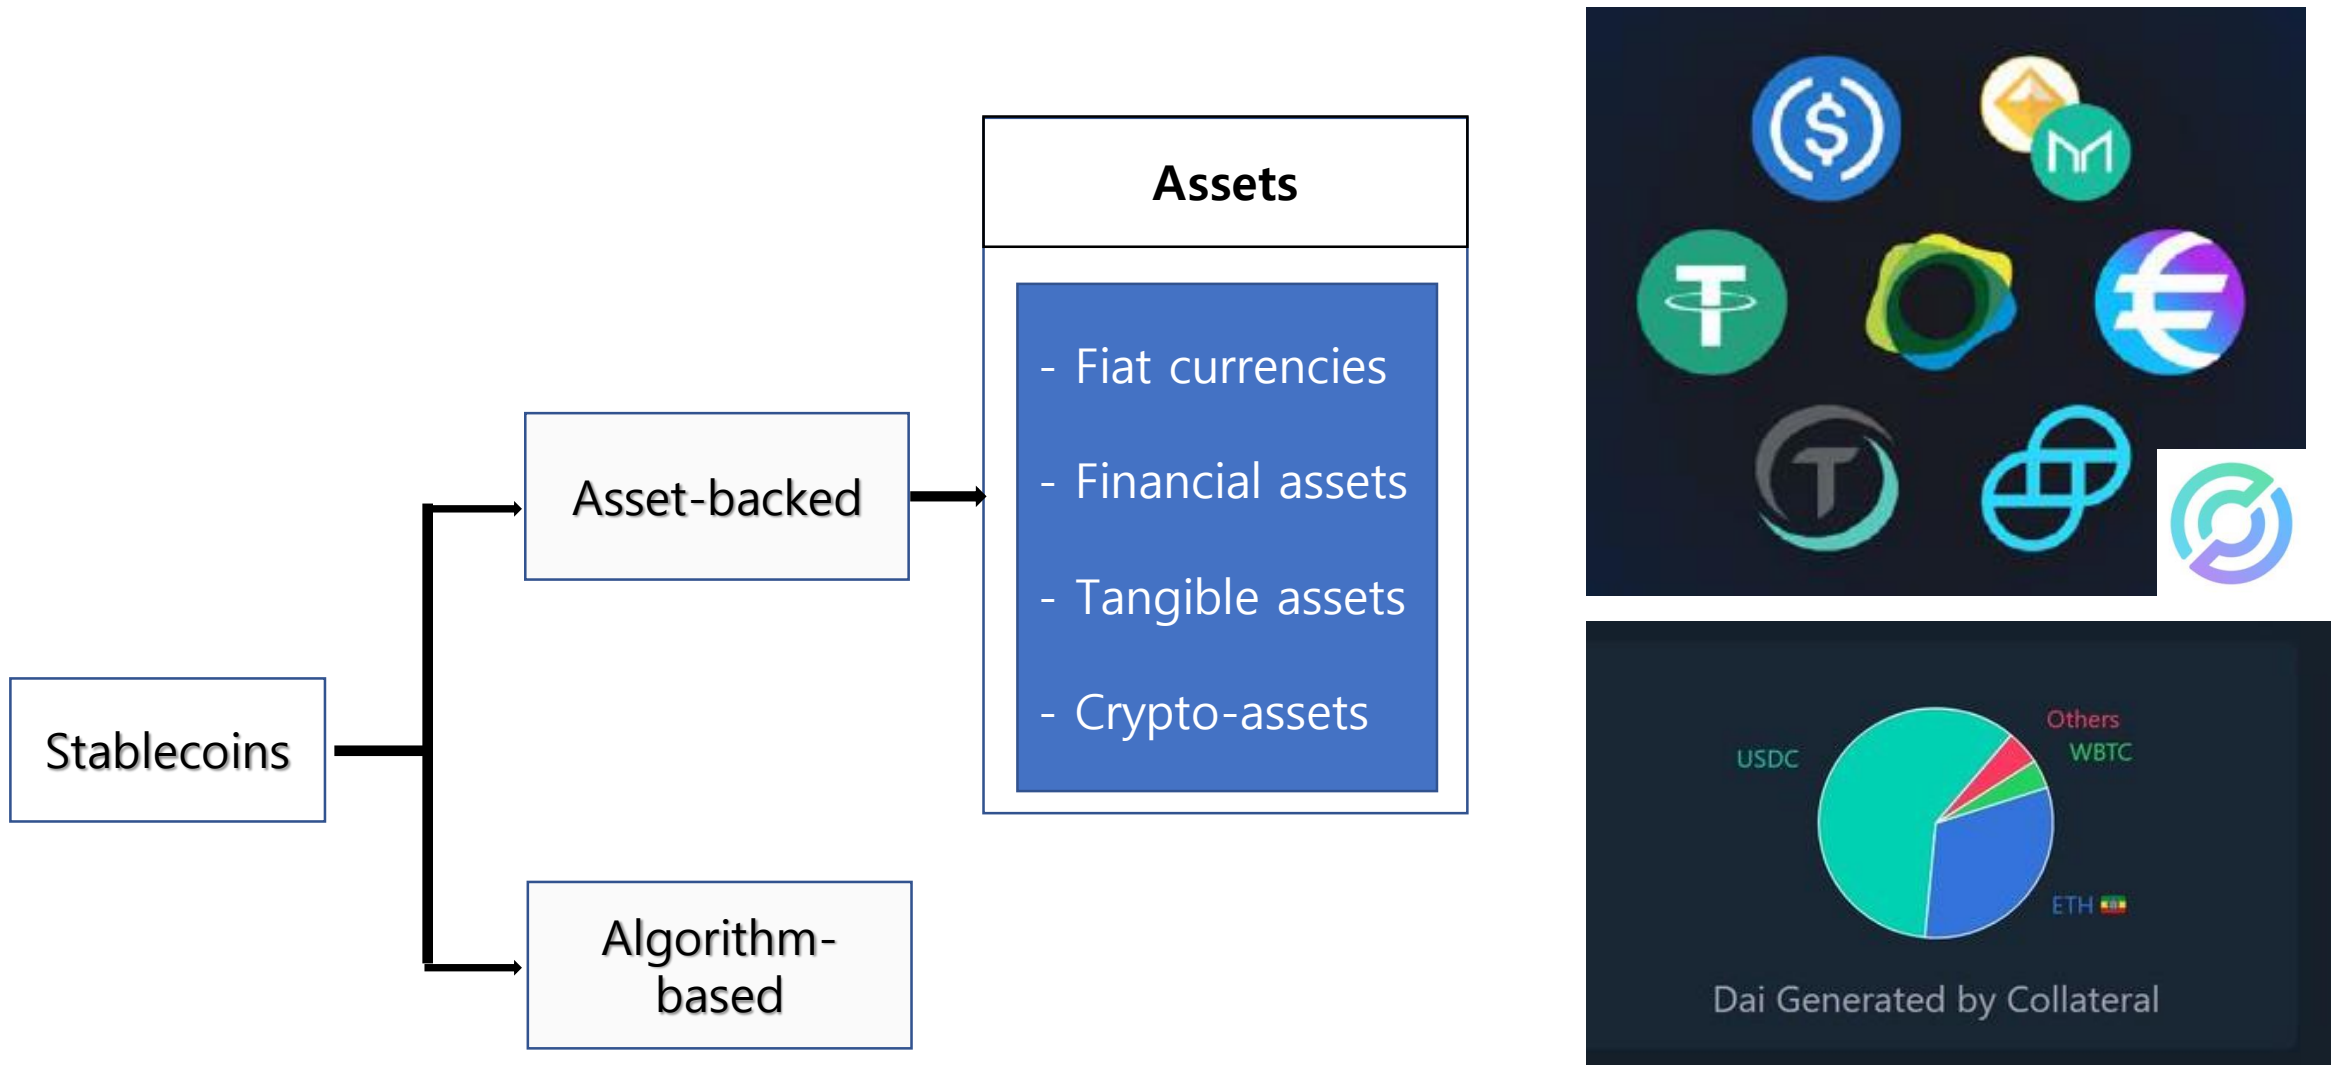 Stablecoins
Asset-backed
Algorithm-
based
Assets
- Fiat currencies
- Financial assets
- Tangible assets
- Crypto-assets
USDC
Others
WBTC
ETH
Dai Generated by Collateral